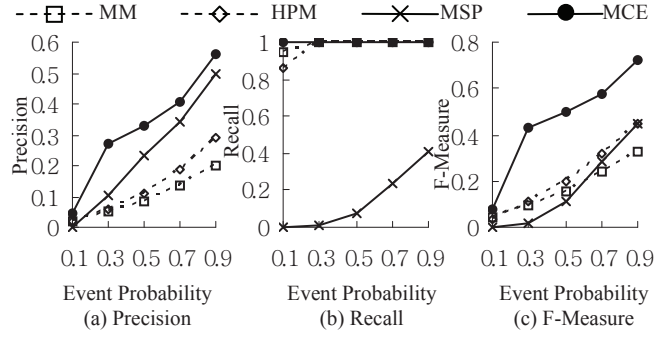 MM HPM MSP MCE
0.6 1 0.8
0.5 0.8
0.4 0.6 0.6
0.3 0.4 0.4
0.2 0.2 0.2
0.1
0 0 0
Precision Recall F-Measure
0.1 0.3 0.5 0.7 0.9 0.1 0.3 0.5 0.7 0.9 0.1 0.3 0.5 0.7 0.9
Event Probability Event Probability Event Probability
(a) Precision (b) Recall (c) F-Measure